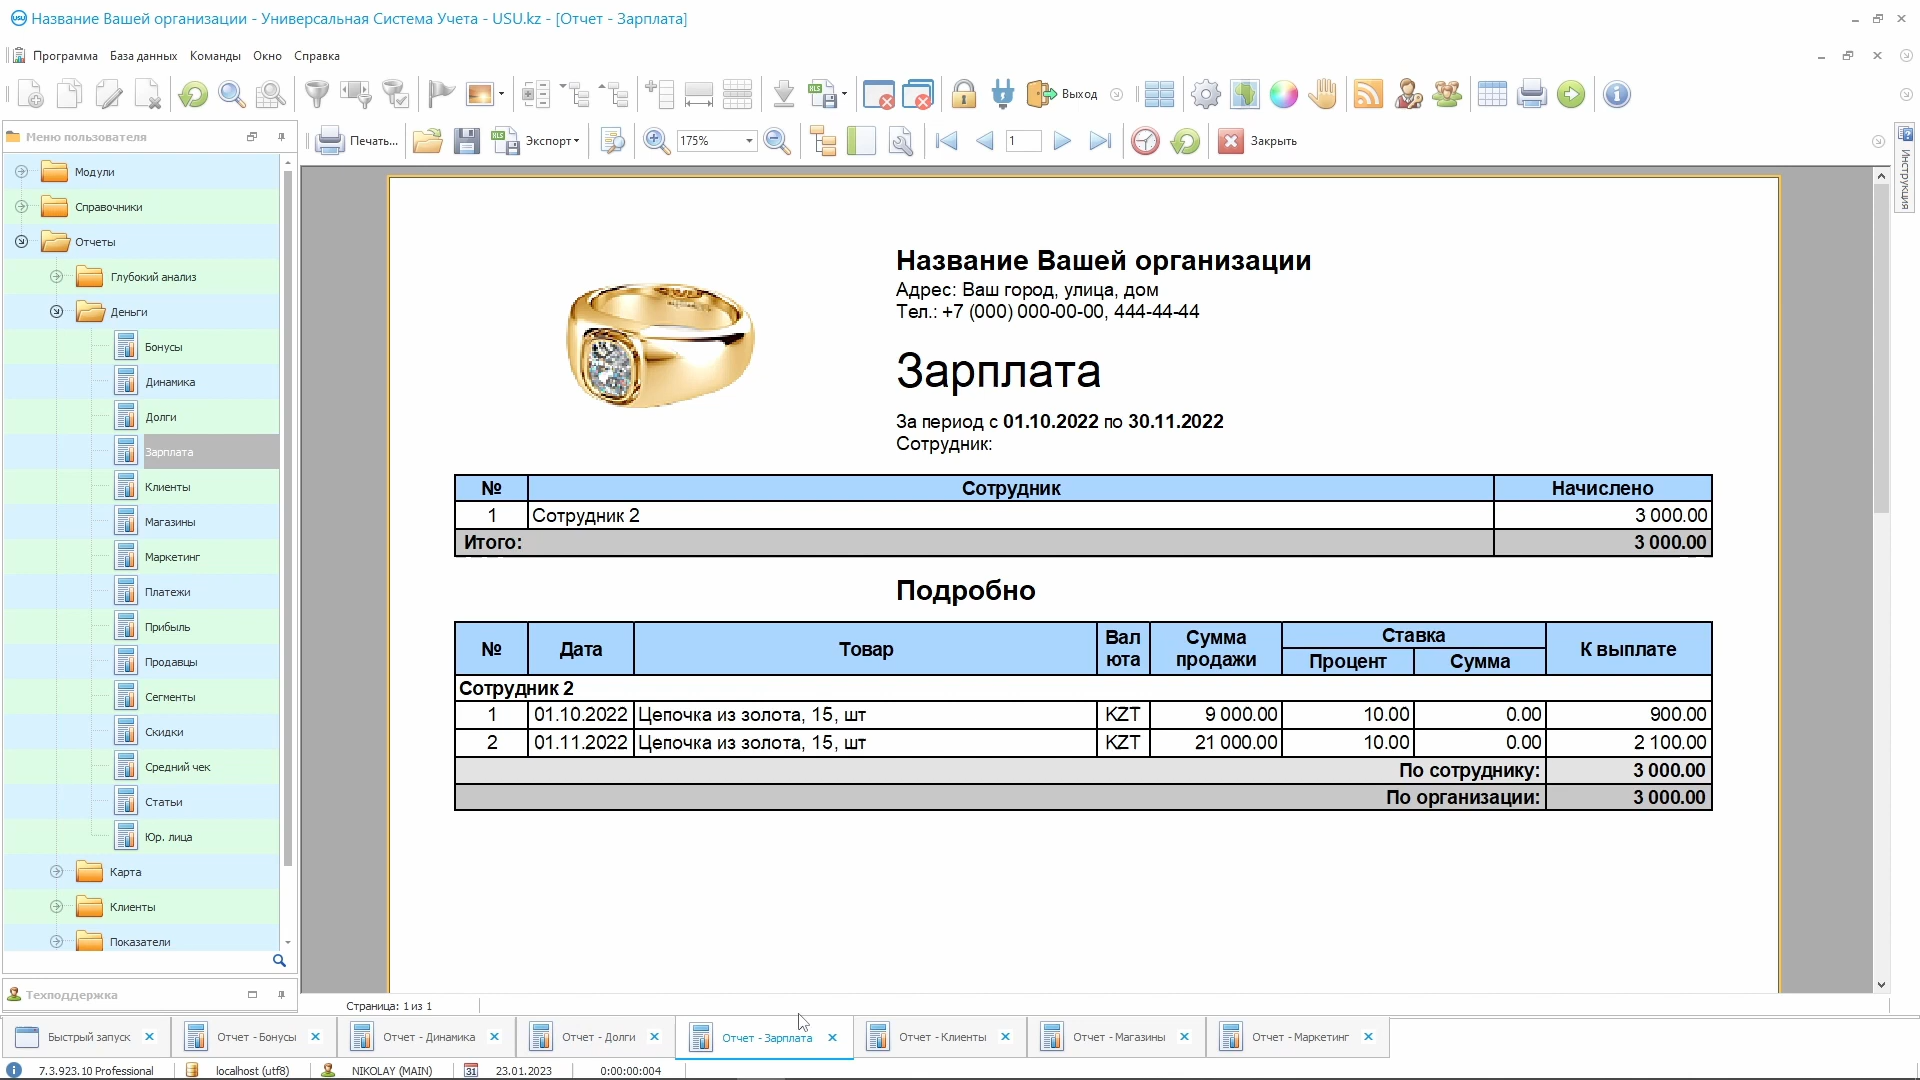 Название Вашей организации - Универсальная Система Учета - USU.kz - [Отчет - Зарплата]
Программа База данных Команды Окно Справка
Выход
Меню пользователя
Печать... Экспорт 175% 1 Закрыть
Инструкция
Модули
Справочники
Отчеты
Глубокий анализ
Деньги
Бонусы
Динамика
Долги
Зарплата
Клиенты
Магазины
Маркетинг
Платежи
Прибыль
Продавцы
Сегменты
Скидки
Средний чек
Статьи
Юр. лица
Карта
Клиенты
Показатели
Техподдержка
Название Вашей организации
Адрес: Ваш город, улица, дом
Тел.: +7 (000) 000-00-00, 444-44-44
Зарплата
За период с 01.10.2022 по 30.11.2022
Сотрудник:
№ Сотрудник Начислено
1 Сотрудник 2 3 000.00
Итого: 3 000.00
Подробно
№ Дата Товар Вал юта Сумма продажи Ставка К выплате
Процент Сумма
Сотрудник 2
1 01.10.2022 Цепочка из золота, 15, шт KZT 9 000.00 10.00 0.00 900.00
2 01.11.2022 Цепочка из золота, 15, шт KZT 21 000.00 10.00 0.00 2 100.00
По сотруднику: 3 000.00
По организации: 3 000.00
Страница: 1 из 1
Быстрый запуск Отчет - Бонусы Отчет - Динамика Отчет - Долги Отчет - Зарплата Отчет - Клиенты Отчет - Магазины Отчет - Маркетинг
7.3.923.10 Professional localhost (utf8) NIKOLAY (MAIN) 31 23.01.2023 0:00:00:004